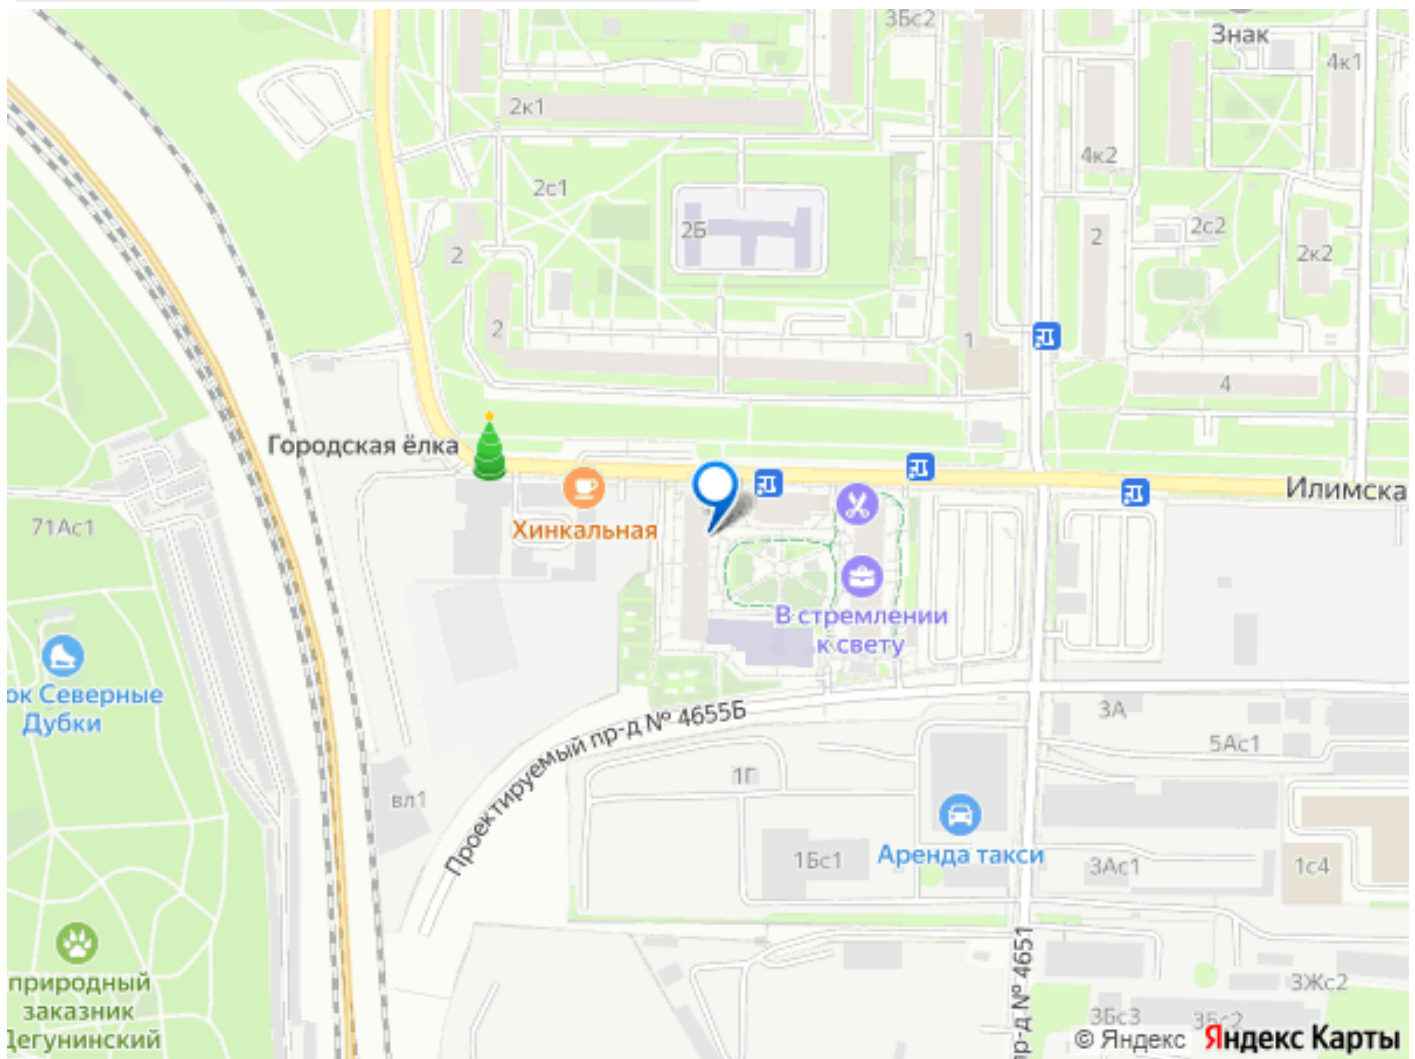 3Бс2
Знак
4к1
2к1
4к2
2с1
2Б
2с2
2
2
2к2
2
1
4
Городская ёлка
Илимска
71Ас1
Хинкальная
В стремлении
к свету
ок Северные
Дубки
Проектируемый пр-д № 4655Б
3А
5Ас1
1Г
вл1
Аренда такси
1Бс1
3Ас1
1с4
пр-д № 4651
природный
заказник
Дегунинский
3Жс2
3Бс3
3Бс2
© Яндекс Яндекс Карты